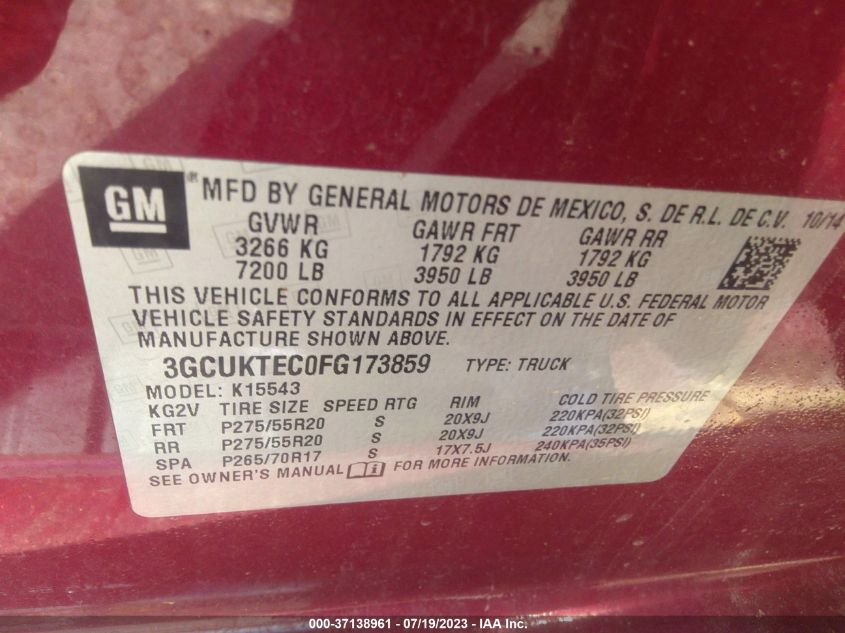 GM MFD BY GENERAL MOTORS DE MEXICO, S. DE R.L. DE C.V. 10/14
GVWR GAWR FRT GAWR RR
3266 KG 1792 KG 1792 KG
7200 LB 3950 LB 3950 LB
THIS VEHICLE CONFORMS TO ALL APPLICABLE U.S. FEDERAL MOTOR
VEHICLE SAFETY STANDARDS IN EFFECT ON THE DATE OF
MANUFACTURE SHOWN ABOVE.
3GCUKTEC0FG173859 TYPE: TRUCK
MODEL: K15543
KG2V TIRE SIZE SPEED RTG RIM COLD TIRE PRESSURE
FRT P275/55R20 S 20X9J 220KPA(32PSI)
RR P275/55R20 S 20X9J 220KPA(32PSI)
SPA P265/70R17 S 17X7.5J 240KPA(35PSI)
SEE OWNER'S MANUAL FOR MORE INFORMATION.
000-37138961 - 07/19/2023 - IAA Inc.